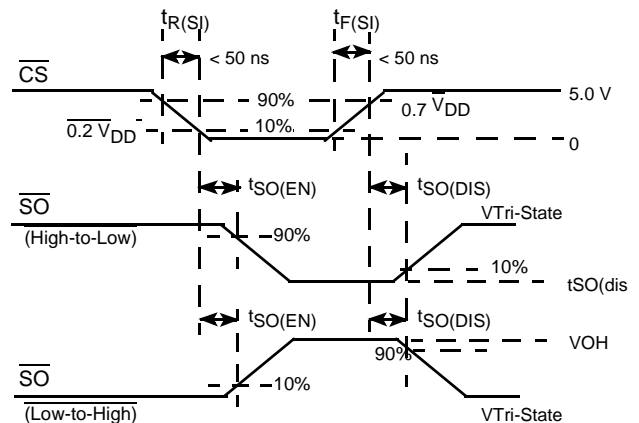 tR(SI) tF(SI)
< 50 ns < 50 ns
CS
90% 0.7 VDD 5.0 V
0.2 VDD 10% 0
tSO(EN) tSO(DIS)
SO VTri-State
(High-to-Low) 90%
10%
tSO(dis
tSO(EN) tSO(DIS)
VOH
90%
SO 10%
(Low-to-High) VTri-State